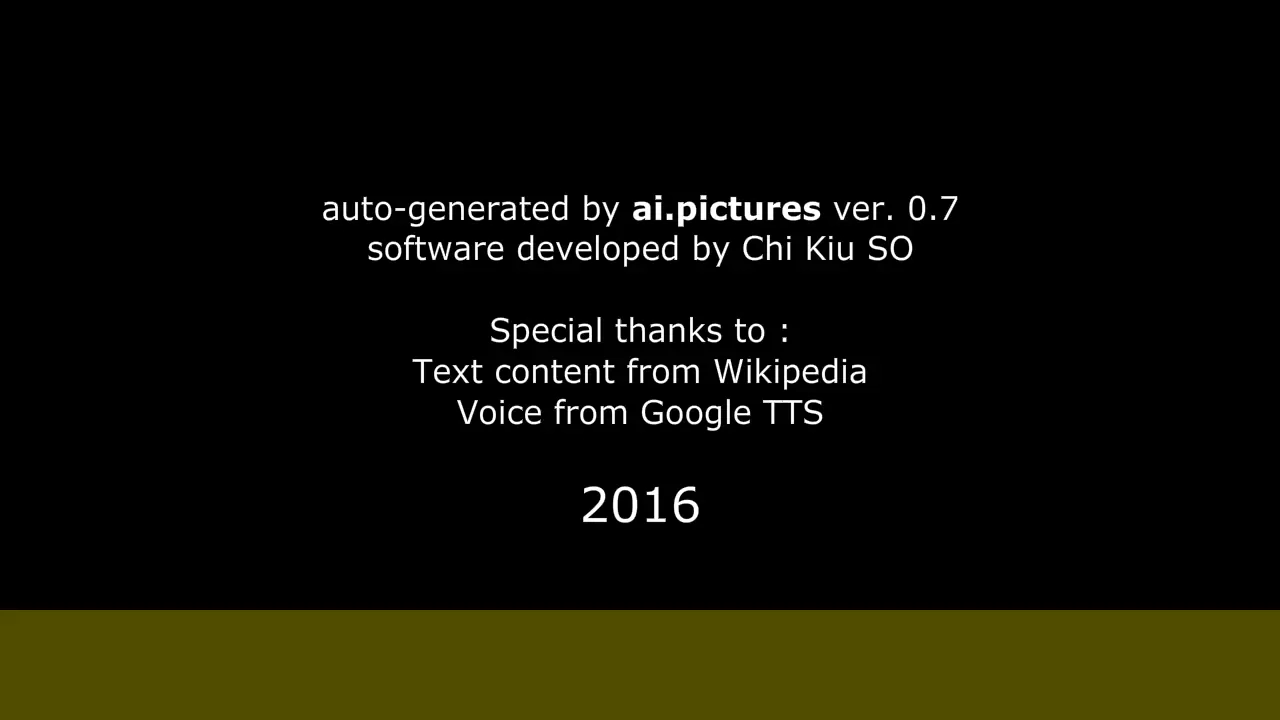 auto-generated by ai.pictures ver. 0.7
software developed by Chi Kiu SO
Special thanks to :
Text content from Wikipedia
Voice from Google TTS
2016